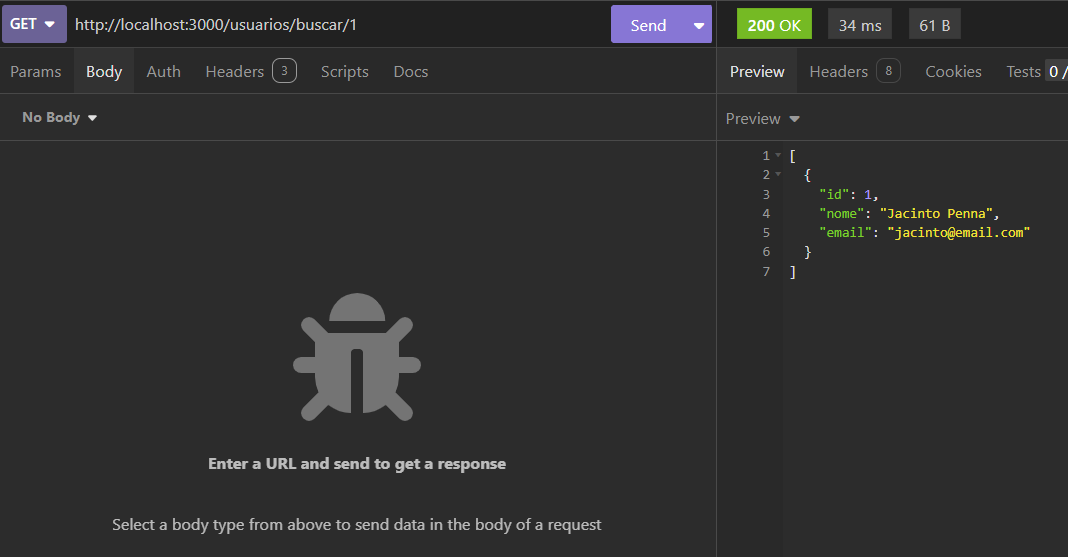 GET http://localhost:3000/usuarios/buscar/1 Send 200 OK 34 ms 61 B
Params Body Auth Headers 3 Scripts Docs Preview Headers 8 Cookies Tests 0 /
No Body Preview
1 [
2 {
3 "id": 1,
4 "nome": "Jacinto Penna",
5 "email": "jacinto@email.com"
6 }
7 ]
Enter a URL and send to get a response
Select a body type from above to send data in the body of a request